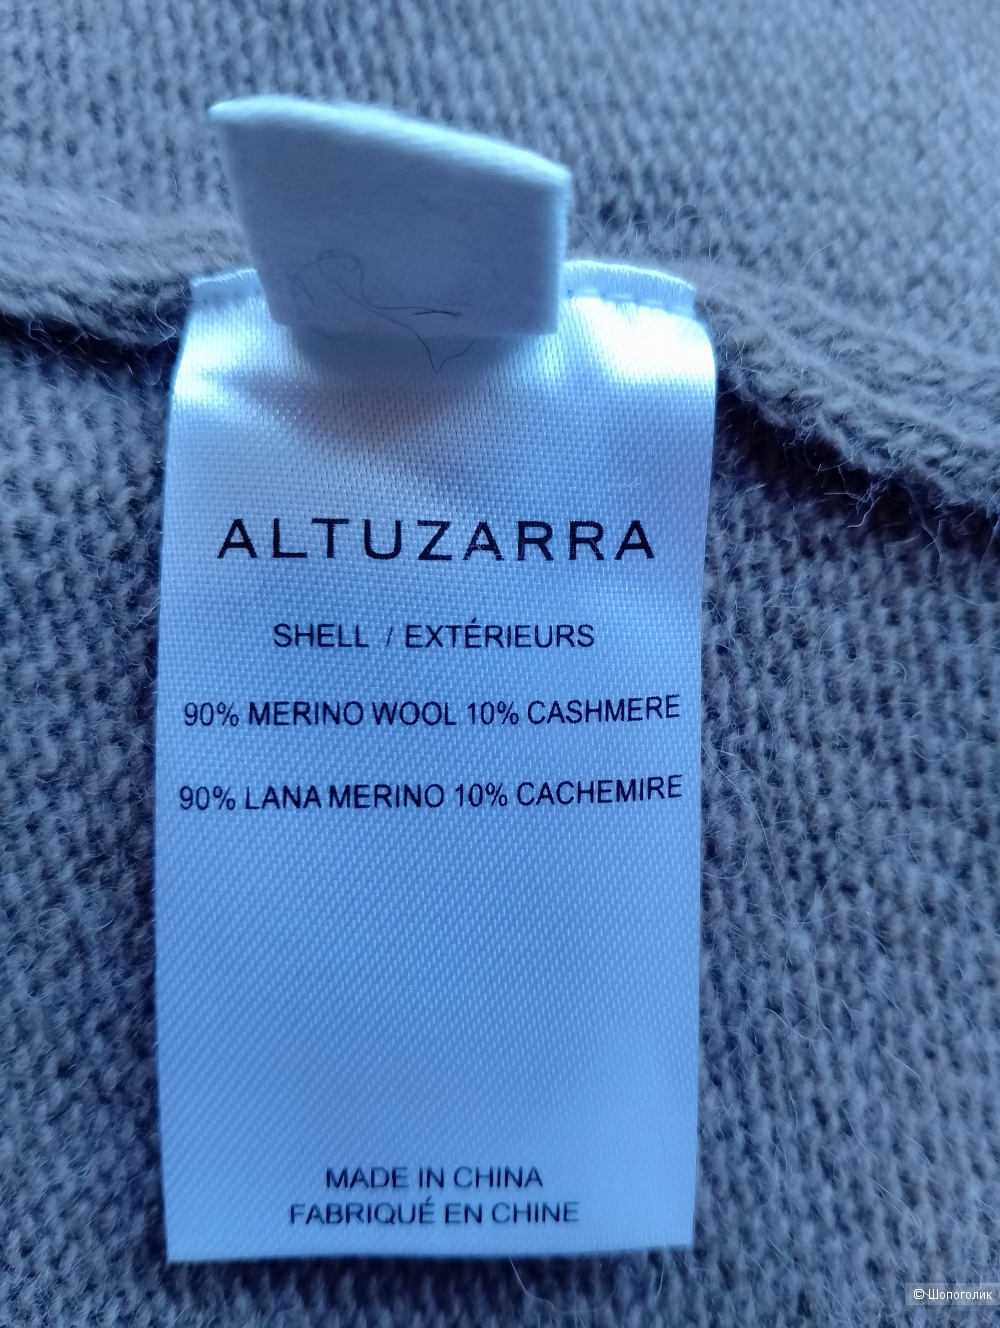 ALTUZARRA
SHELL / EXTÉRIEURS
90% MERINO WOOL 10% CASHMERE
90% LANA MERINO 10% CACHEMIRE
MADE IN CHINA
FABRIQUÉ EN CHINE
© Шопоголик